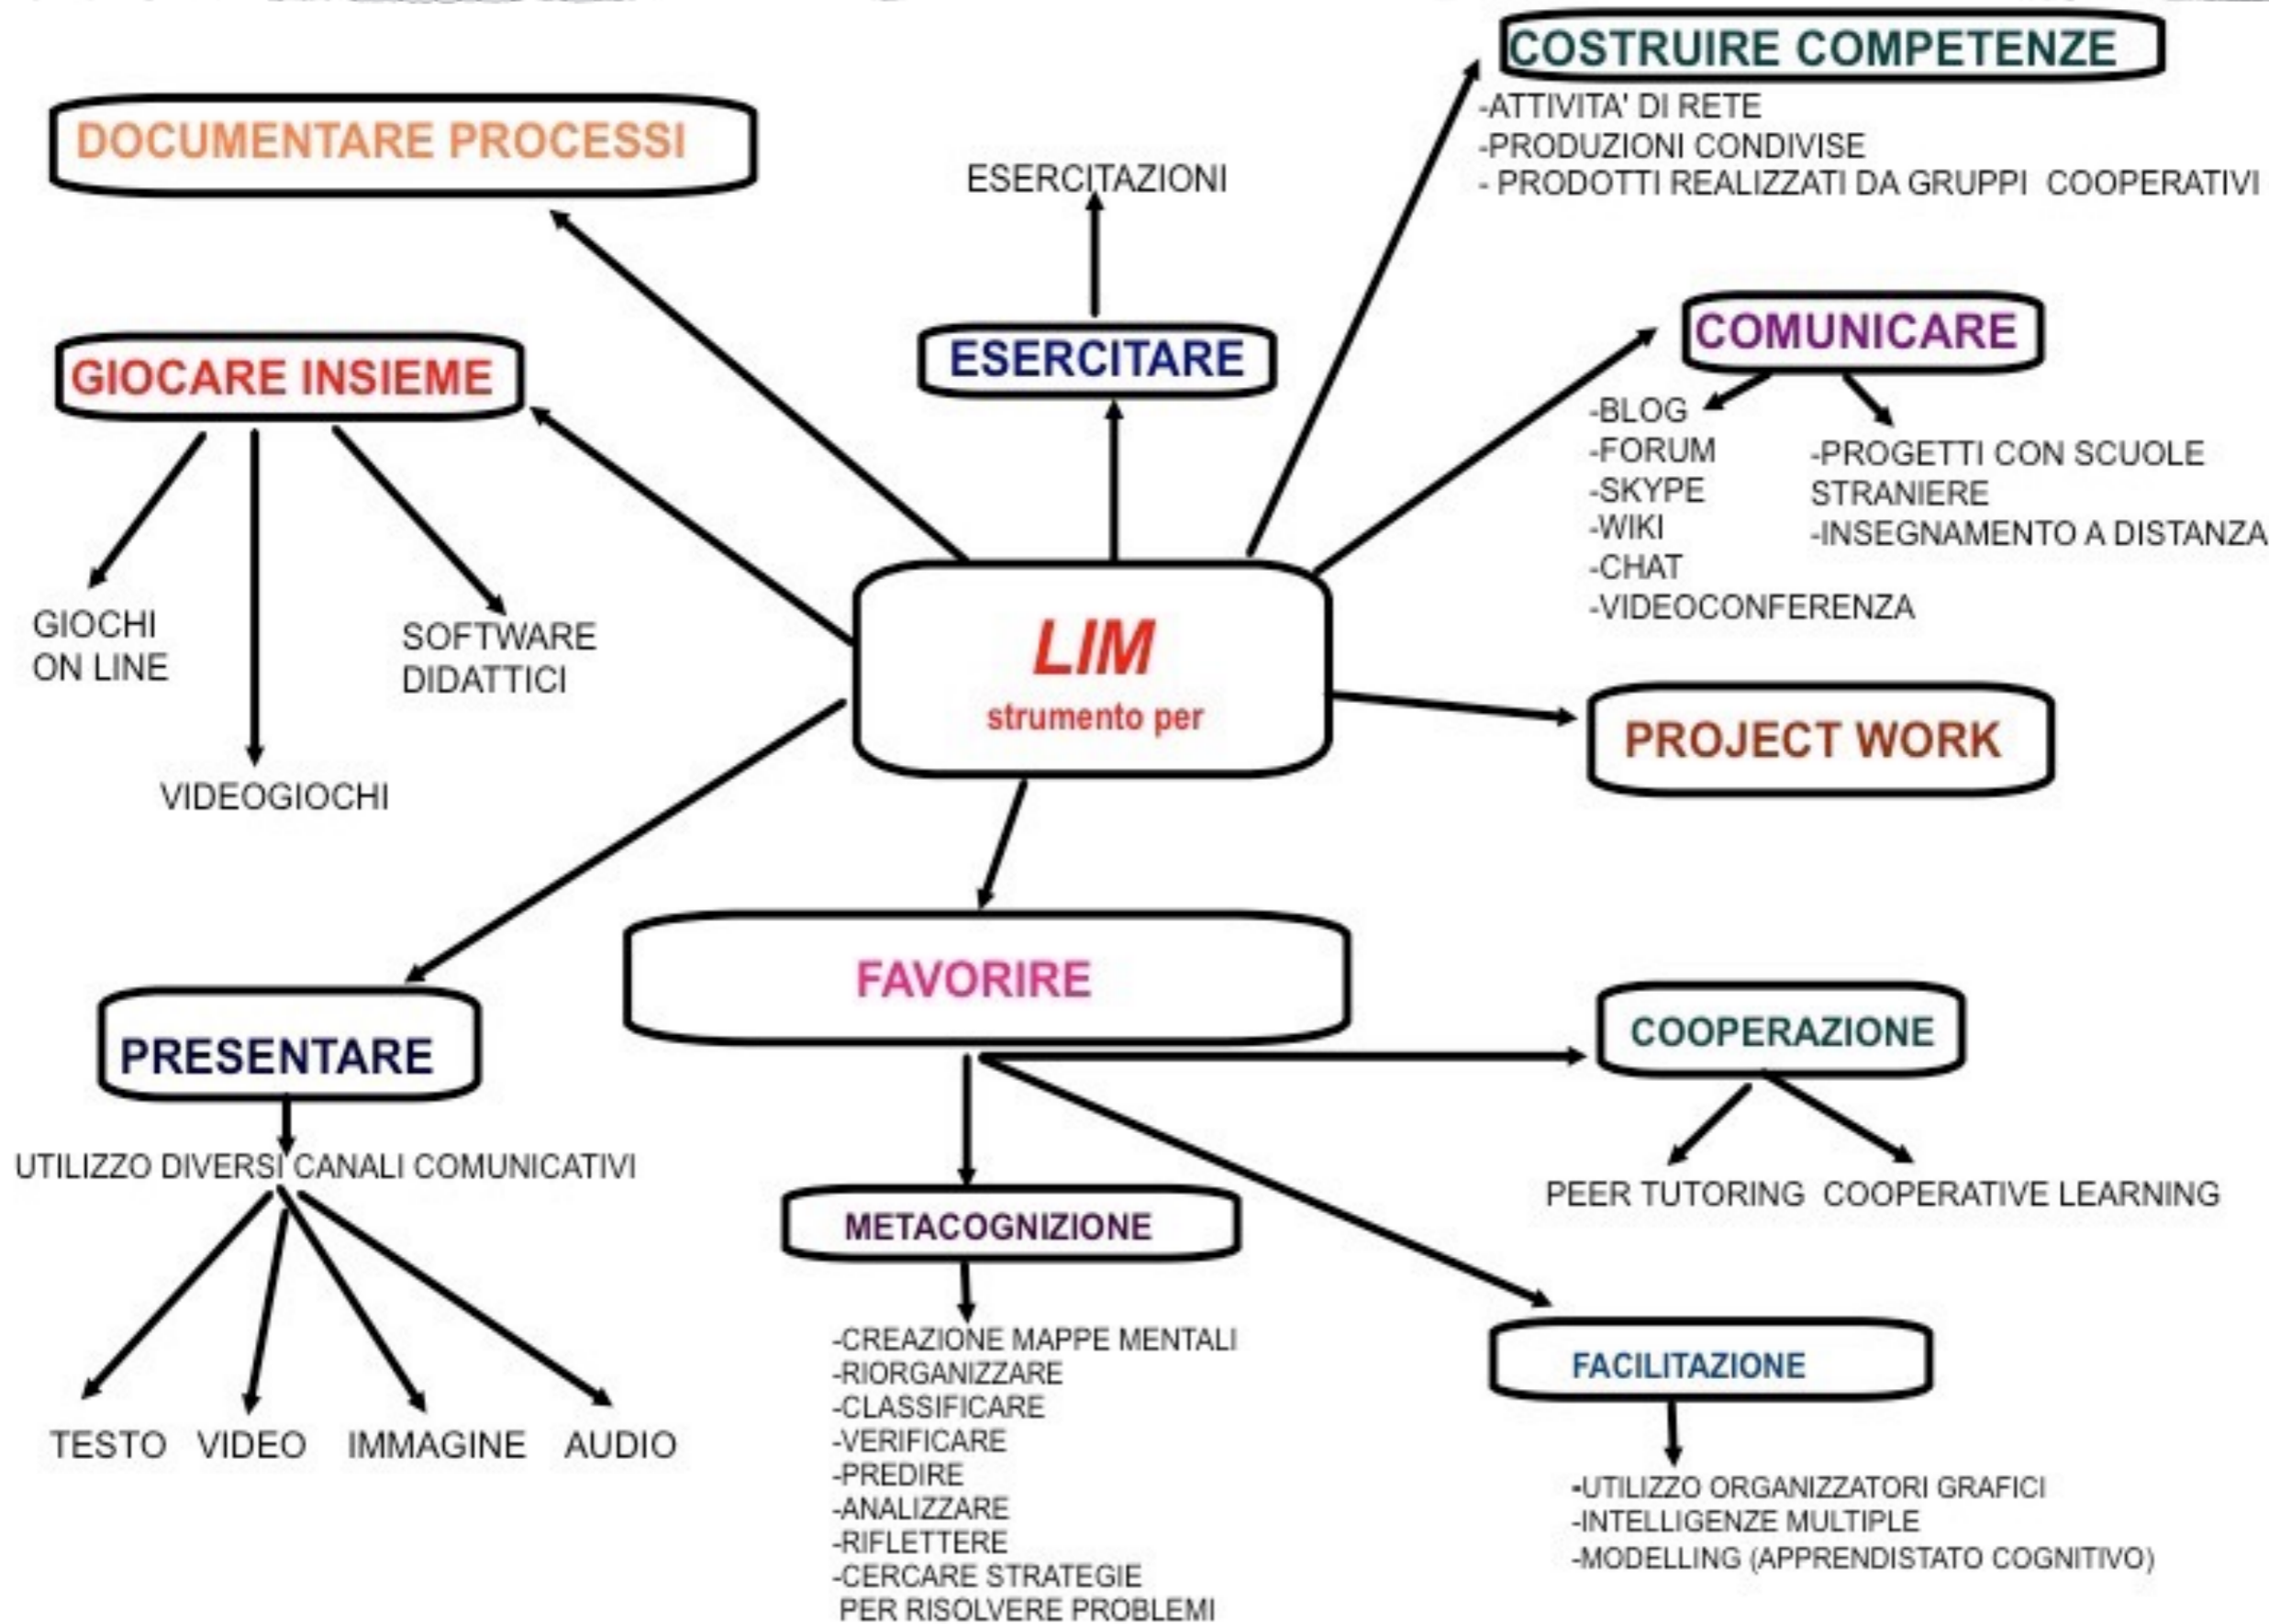 COSTRUIRE COMPETENZE
-ATTIVITA' DI RETE
-PRODUZIONI CONDIVISE
- PRODOTTI REALIZZATI DA GRUPPI COOPERATIVI
DOCUMENTARE PROCESSI
ESERCITAZIONI
ESERCITARE
COMUNICARE
-BLOG
-FORUM
-SKYPE
-WIKI
-CHAT
-VIDEOCONFERENZA
-PROGETTI CON SCUOLE
STRANIERE
-INSEGNAMENTO A DISTANZA
GIOCARE INSIEME
GIOCHI
ON LINE
SOFTWARE
DIDATTICI
VIDEOGIOCHI
LIM
strumento per
PROJECT WORK
FAVORIRE
PRESENTARE
UTILIZZO DIVERSI CANALI COMUNICATIVI
TESTO
VIDEO
IMMAGINE
AUDIO
METACOGNIZIONE
-CREAZIONE MAPPE MENTALI
-RIORGANIZZARE
-CLASSIFICARE
-VERIFICARE
-PREDIRE
-ANALIZZARE
-RIFLETTERE
-CERCARE STRATEGIE
PER RISOLVERE PROBLEMI
COOPERAZIONE
PEER TUTORING
COOPERATIVE LEARNING
FACILITAZIONE
-UTILIZZO ORGANIZZATORI GRAFICI
-INTELLIGENZE MULTIPLE
-MODELLING (APPRENDISTATO COGNITIVO)